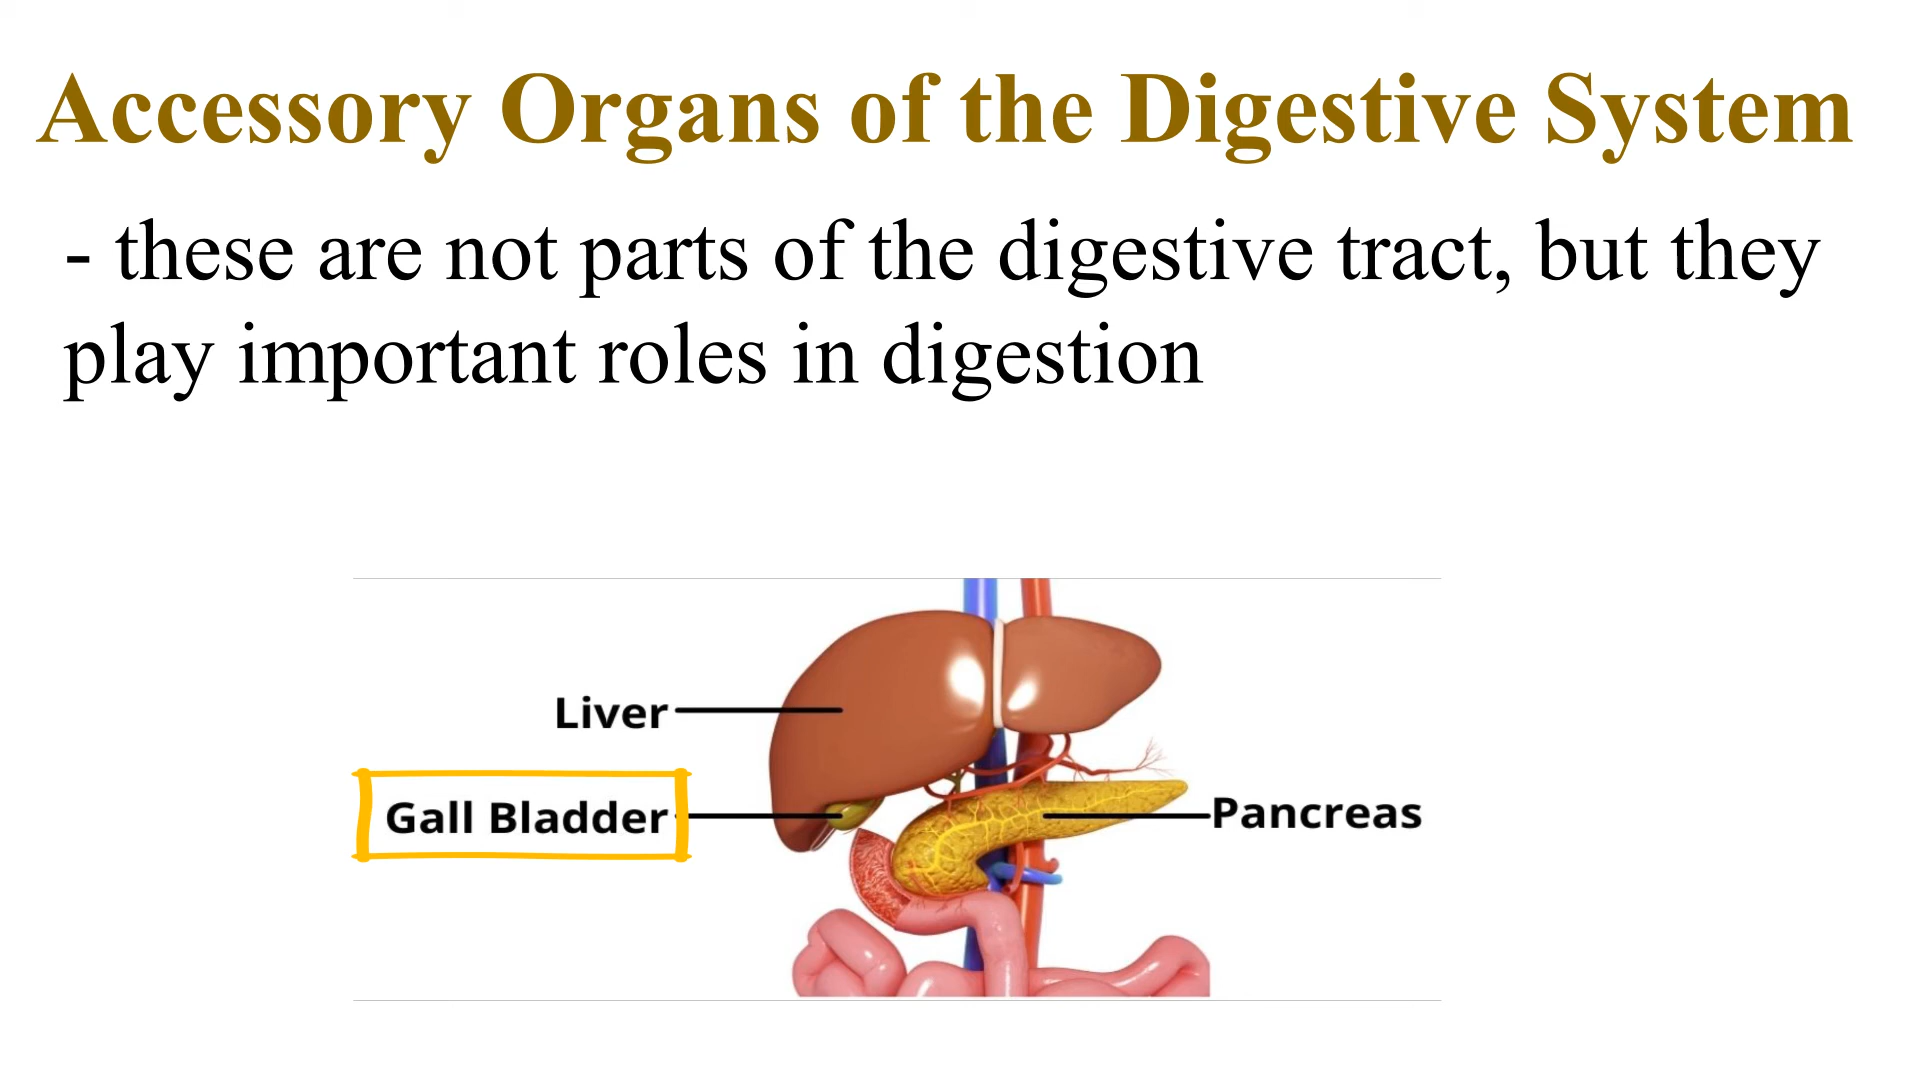 Accessory Organs of the Digestive System
- these are not parts of the digestive tract, but they
play important roles in digestion
Liver
Gall Bladder
Pancreas